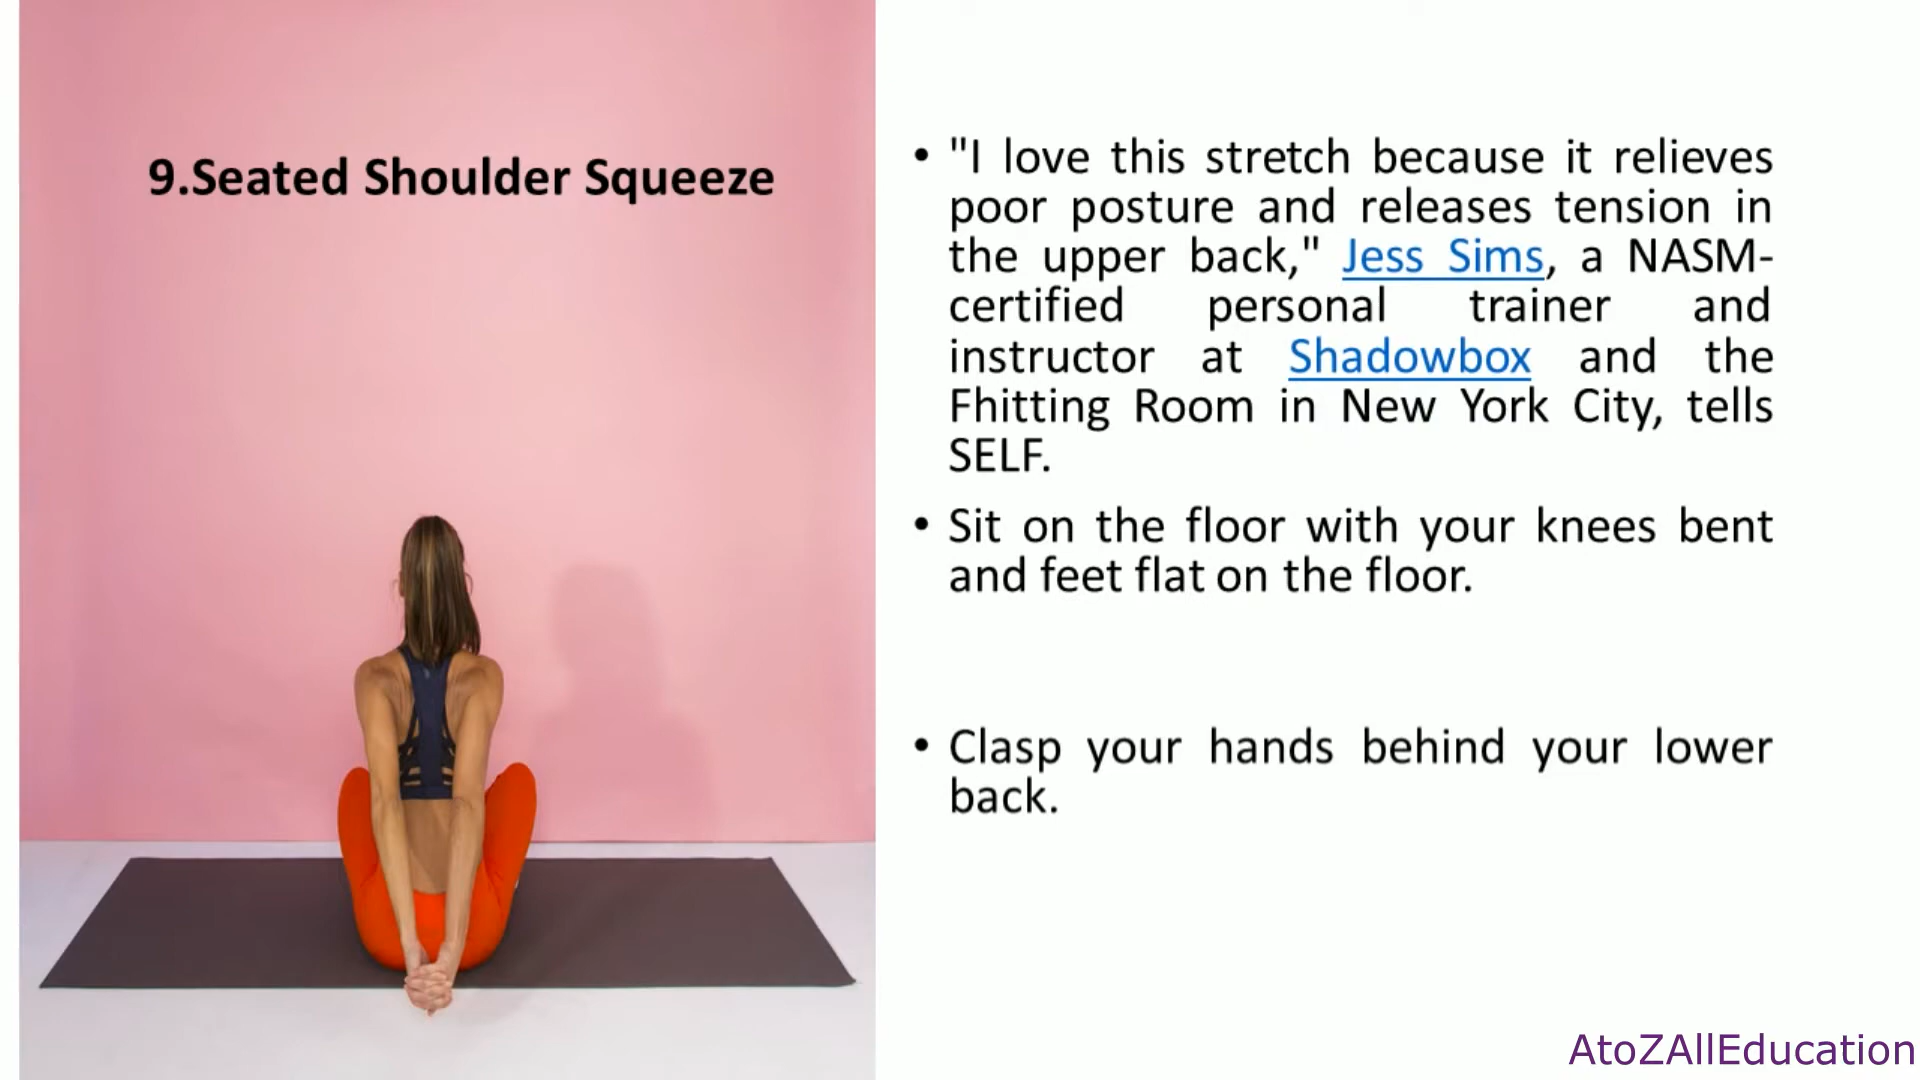 9.Seated Shoulder Squeeze
• "I love this stretch because it relieves
poor posture and releases tension in
the upper back," Jess Sims, a NASM-
certified personal trainer and
instructor at Shadowbox and the
Fhitting Room in New York City, tells
SELF.
• Sit on the floor with your knees bent
and feet flat on the floor.
• Clasp your hands behind your lower
back.
AtoZAllEducation